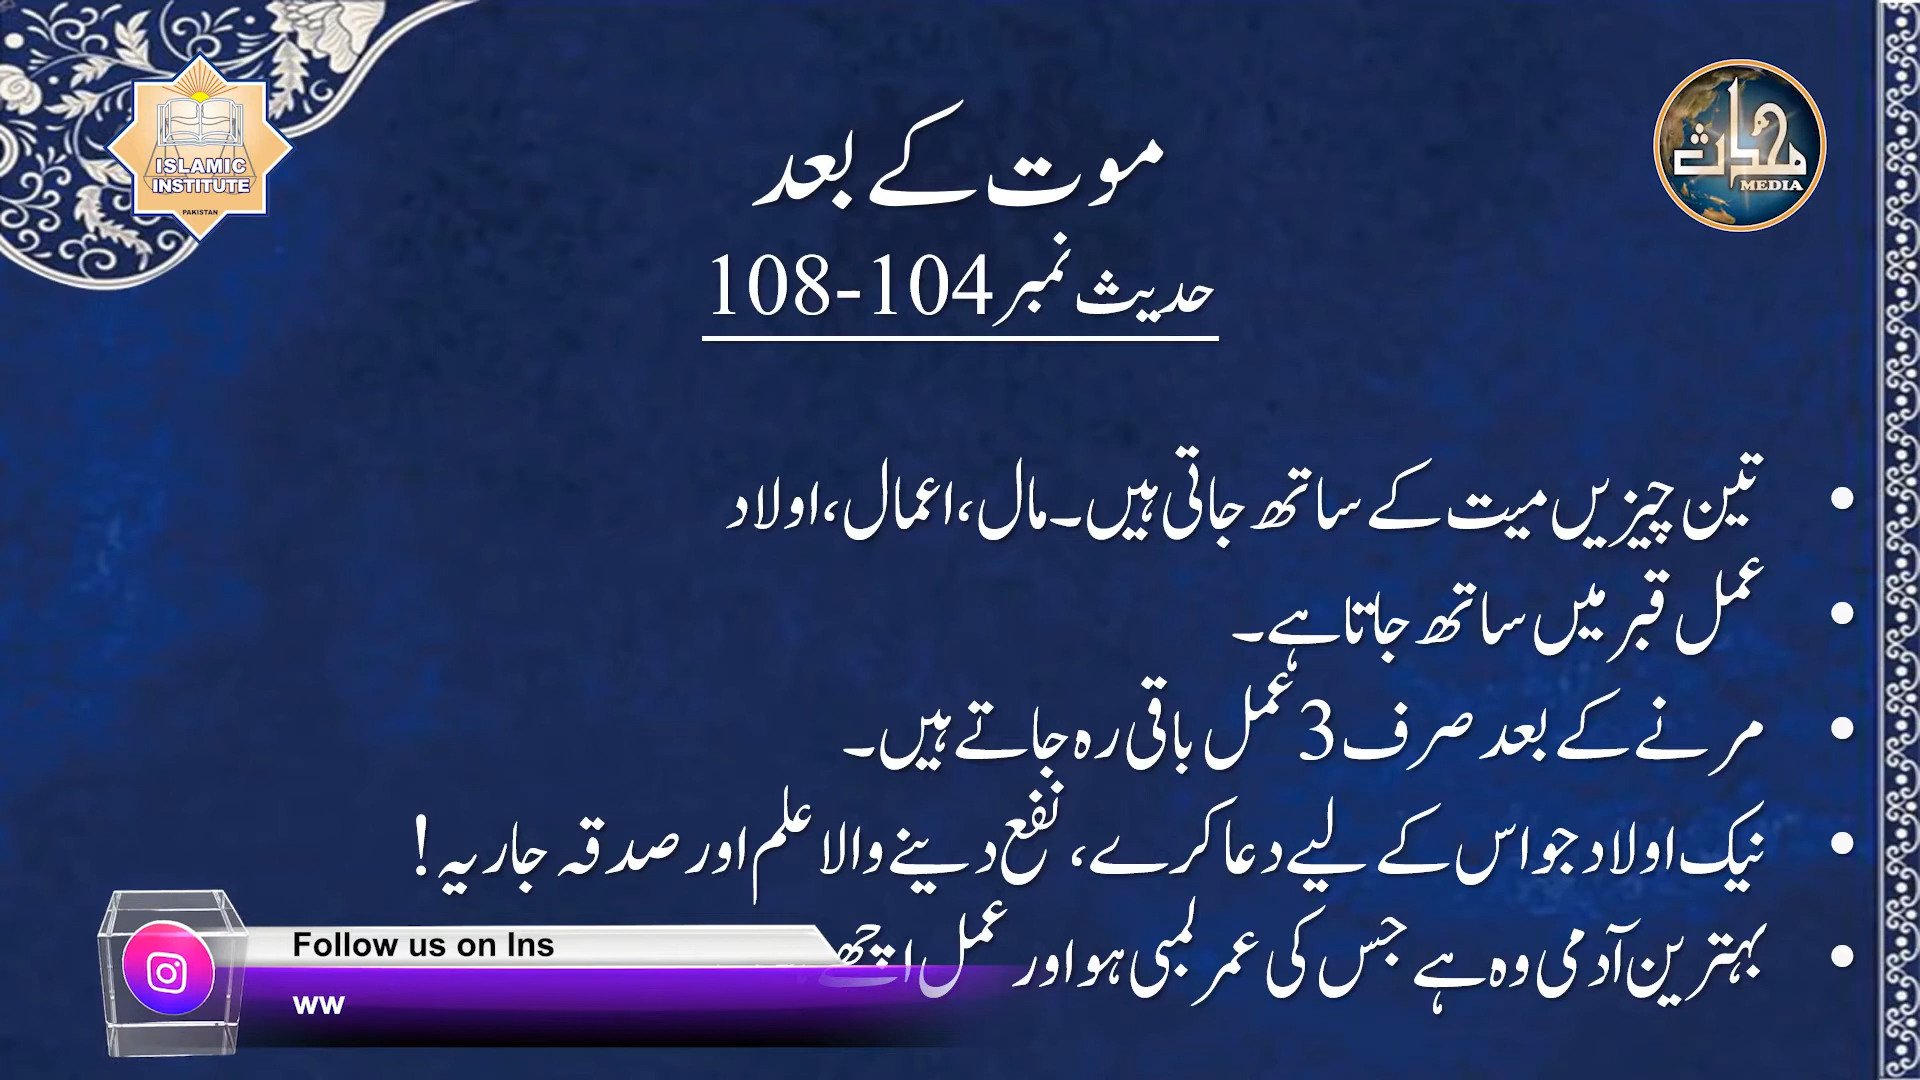 ISLAMIC
INSTITUTE
PAKISTAN
محدث
MEDIA
موت کے بعد
حدیث نمبر 104-108
تین چیزیں میت کے ساتھ جاتی ہیں۔ مال، اعمال، اولاد
عمل قبر میں ساتھ جاتا ہے۔
مرنے کے بعد صرف 3 عمل باقی رہ جاتے ہیں۔
نیک اولاد جو اس کے لیے دعا کرے، نفع دینے والا علم اور صدقہ جاریہ!
بہترین آدمی وہ ہے جس کی عمر لمبی ہو اور عمل اچھے
Follow us on Ins
ww